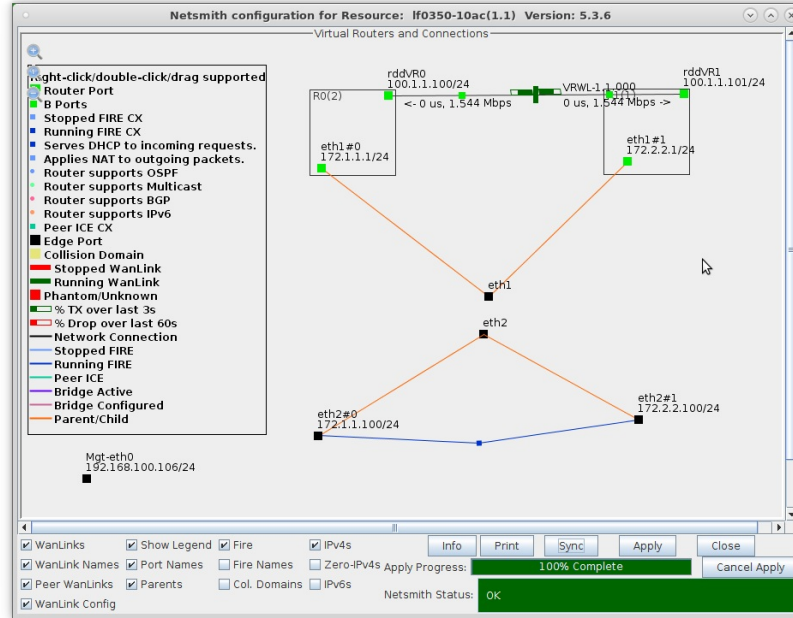 Netsmith configuration for Resource:  lf0350-10ac(1.1)  Version: 5.3.6
Virtual Routers and Connections
Right-click/double-click/drag supported
Router Port
B Ports
Stopped FIRE CX
Running FIRE CX
Serves DHCP to incoming requests.
Applies NAT to outgoing packets.
Router supports OSPF
Router supports Multicast
Router supports BGP
Router supports IPv6
Peer ICE CX
Edge Port
Collision Domain
Stopped WanLink
Running WanLink
Phantom/Unknown
% TX over last 3s
% Drop over last 60s
Network Connection
Stopped FIRE
Running FIRE
Peer ICE
Bridge Active
Bridge Configured
Parent/Child
rddVR0
100.1.1.100/24
R0(2)
VRWL-1.1.000
<- 0 us, 1.544 Mbps
0 us, 1.544 Mbps ->
rddVR1
100.1.1.101/24
eth1#0
172.1.1.1/24
eth1#1
172.2.2.1/24
eth1
eth2
eth2#0
172.1.1.100/24
eth2#1
172.2.2.100/24
Mgt-eth0
192.168.100.106/24
WanLinks Show Legend Fire IPv4s Info Print Sync Apply Close
WanLink Names Port Names Fire Names Zero-IPv4s Apply Progress: 100% Complete Cancel Apply
Peer WanLinks Parents Col. Domains IPv6s
Netsmith Status: OK
WanLink Config